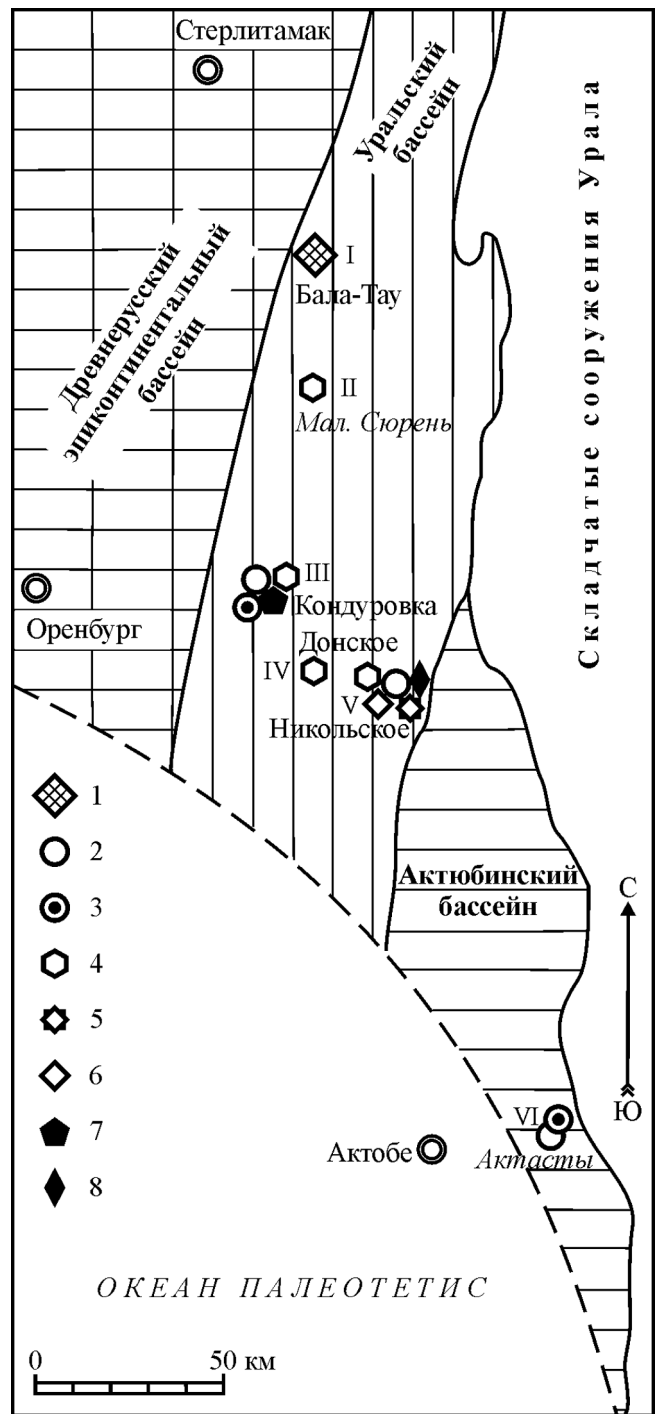 Стерлитамак
Уральский
бассейн
Складчатые сооружения Урала
I
Бала-Тау
Древнерусский
эпиконтинентальный
бассейн
II
Мал. Сюрень
III
Кондуровка
Оренбург
Донское
IV
V
Никольское
1
2
3
4
5
6
7
8
Актюбинский
бассейн
С
Ю
VI
Актобе
Актасты
ОКЕАН ПАЛЕОТЕТИС
0 50 км